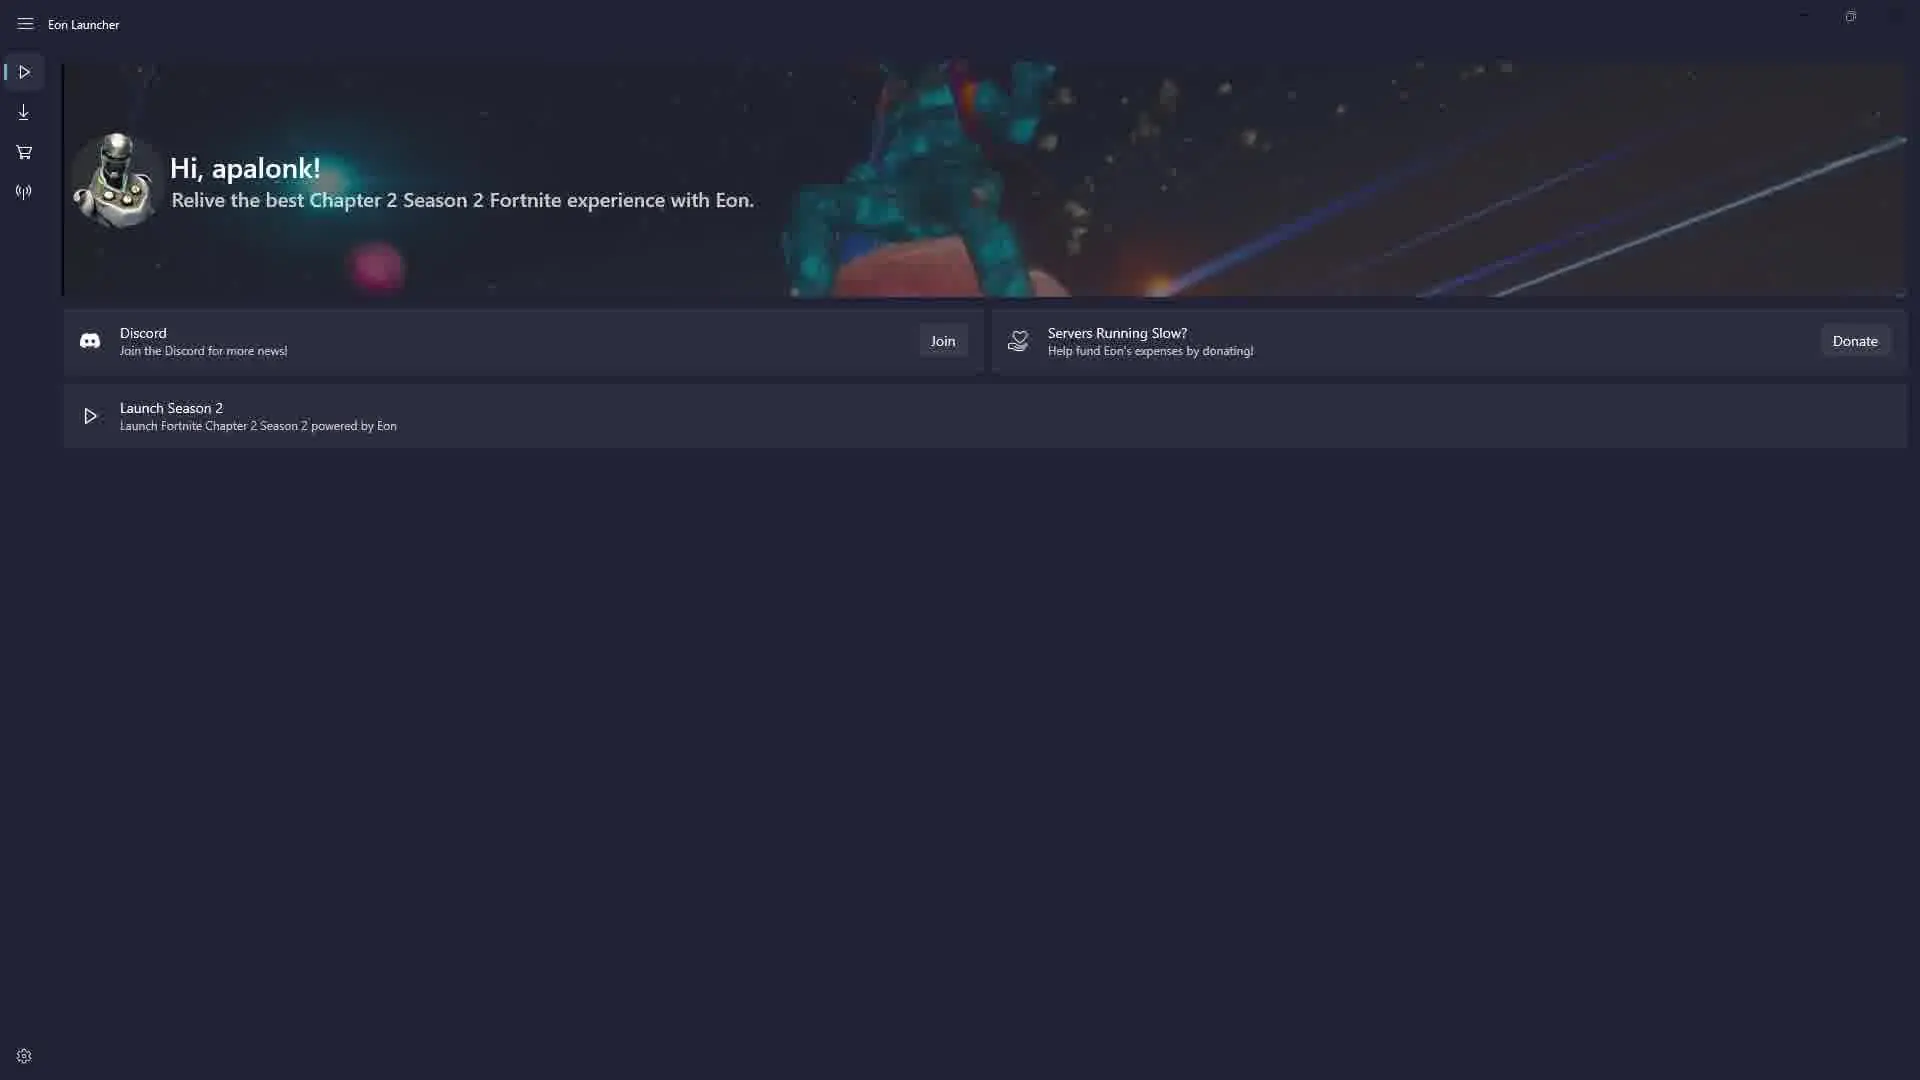 Eon Launcher
Hi, apalonk!
Relive the best Chapter 2 Season 2 Fortnite experience with Eon.
Discord
Join the Discord for more news!
Join
Servers Running Slow?
Help fund Eon's expenses by donating!
Donate
Launch Season 2
Launch Fortnite Chapter 2 Season 2 powered by Eon